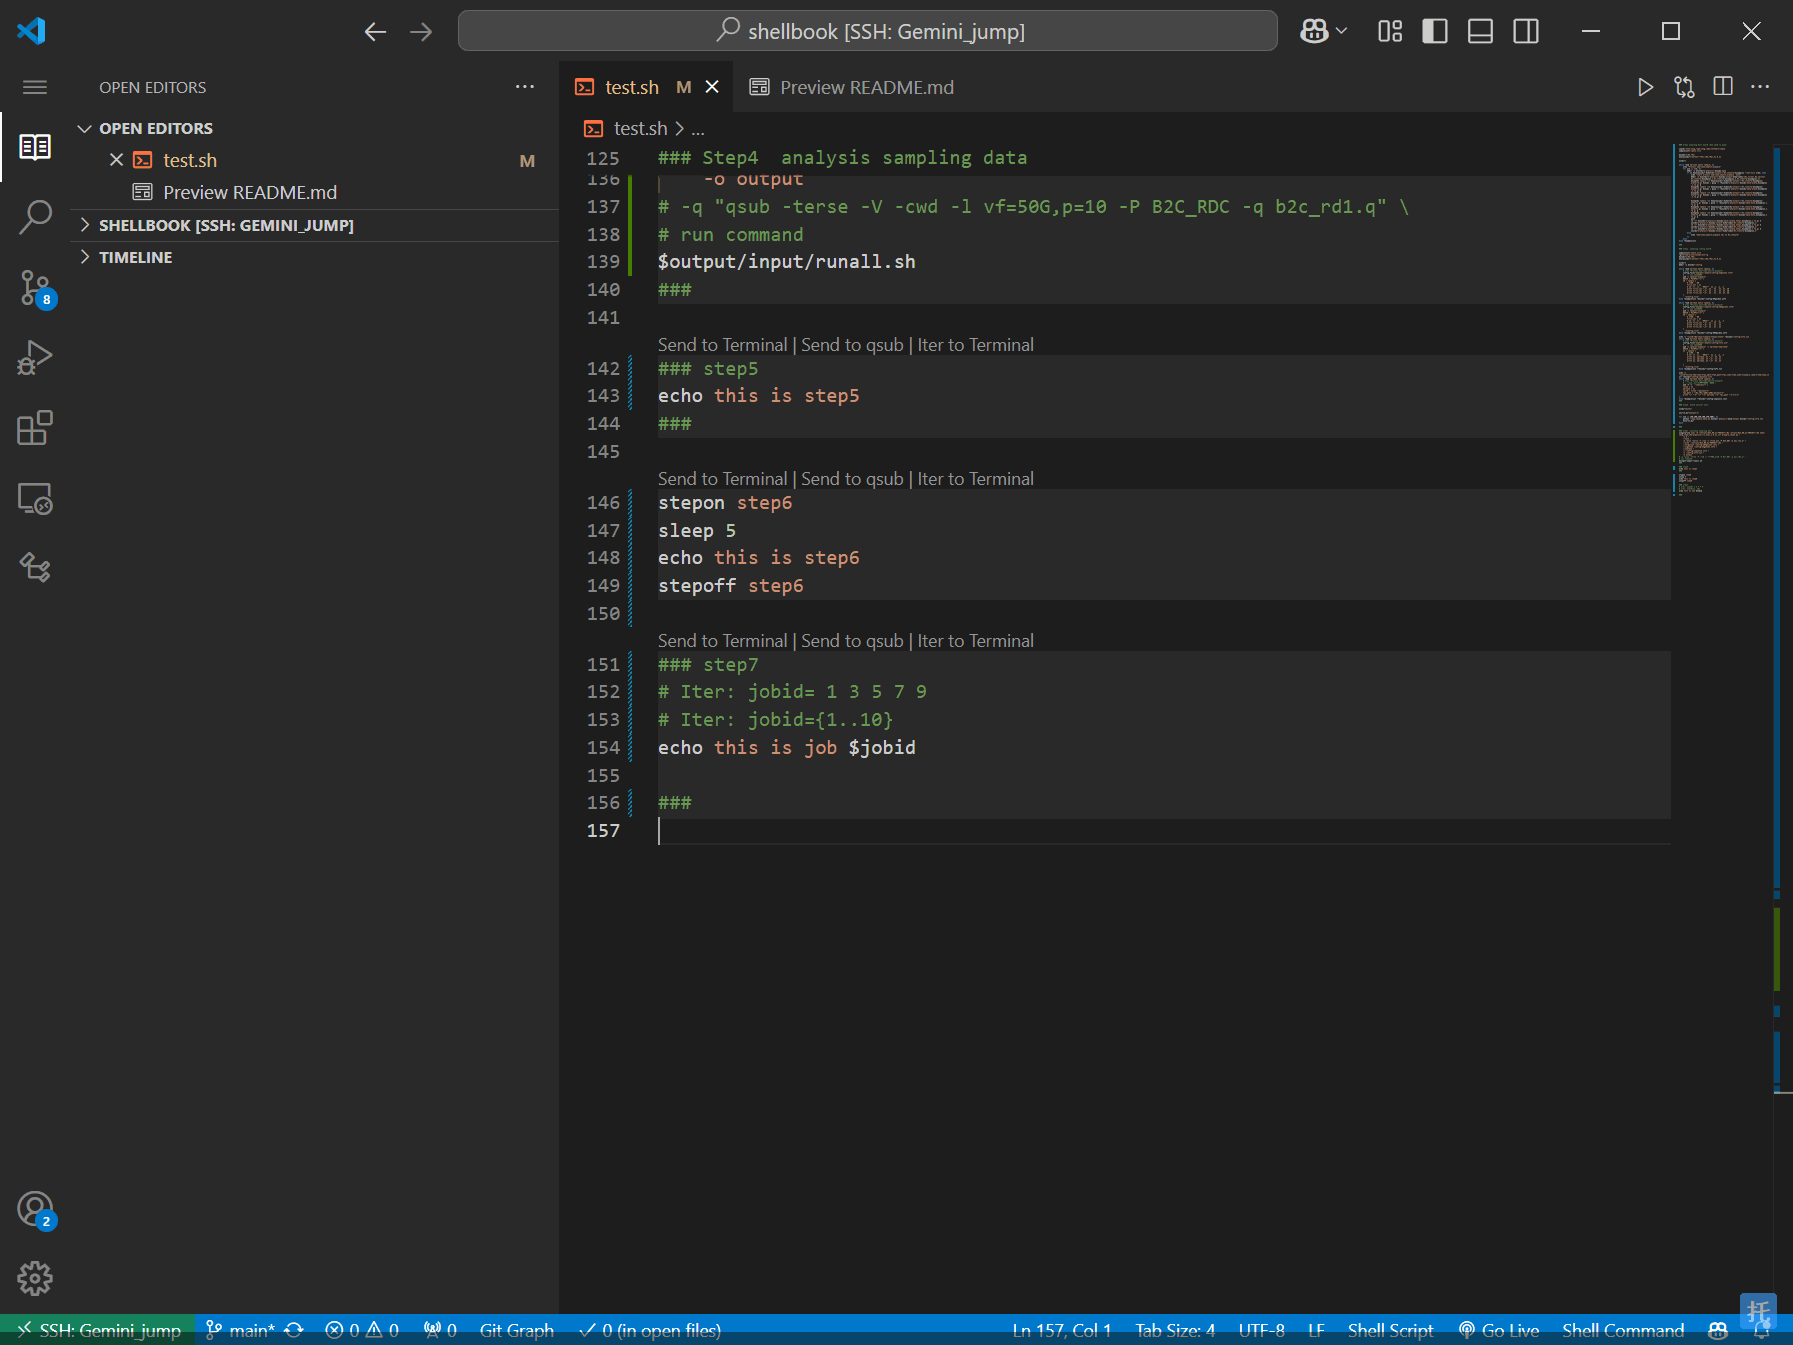 shellbook [SSH: Gemini_jump]
OPEN EDITORS
OPEN EDITORS
test.sh
M
Preview README.md
SHELLBOOK [SSH: GEMINI_JUMP]
TIMELINE
8
2
test.sh M
Preview README.md
test.sh > ...
125 ### Step4  analysis sampling data
136 -o output
137 # -q "qsub -terse -V -cwd -l vf=50G,p=10 -P B2C_RDC -q b2c_rd1.q" \
138 # run command
139 $output/input/runall.sh
140 ###
141
Send to Terminal | Send to qsub | Iter to Terminal
142 ### step5
143 echo this is step5
144 ###
145
Send to Terminal | Send to qsub | Iter to Terminal
146 stepon step6
147 sleep 5
148 echo this is step6
149 stepoff step6
150
Send to Terminal | Send to qsub | Iter to Terminal
151 ### step7
152 # Iter: jobid= 1 3 5 7 9
153 # Iter: jobid={1..10}
154 echo this is job $jobid
155
156 ###
157
SSH: Gemini_jump main* 0 0 0 Git Graph 0 (in open files) Ln 157, Col 1 Tab Size: 4 UTF-8 LF Shell Script Go Live Shell Command
托